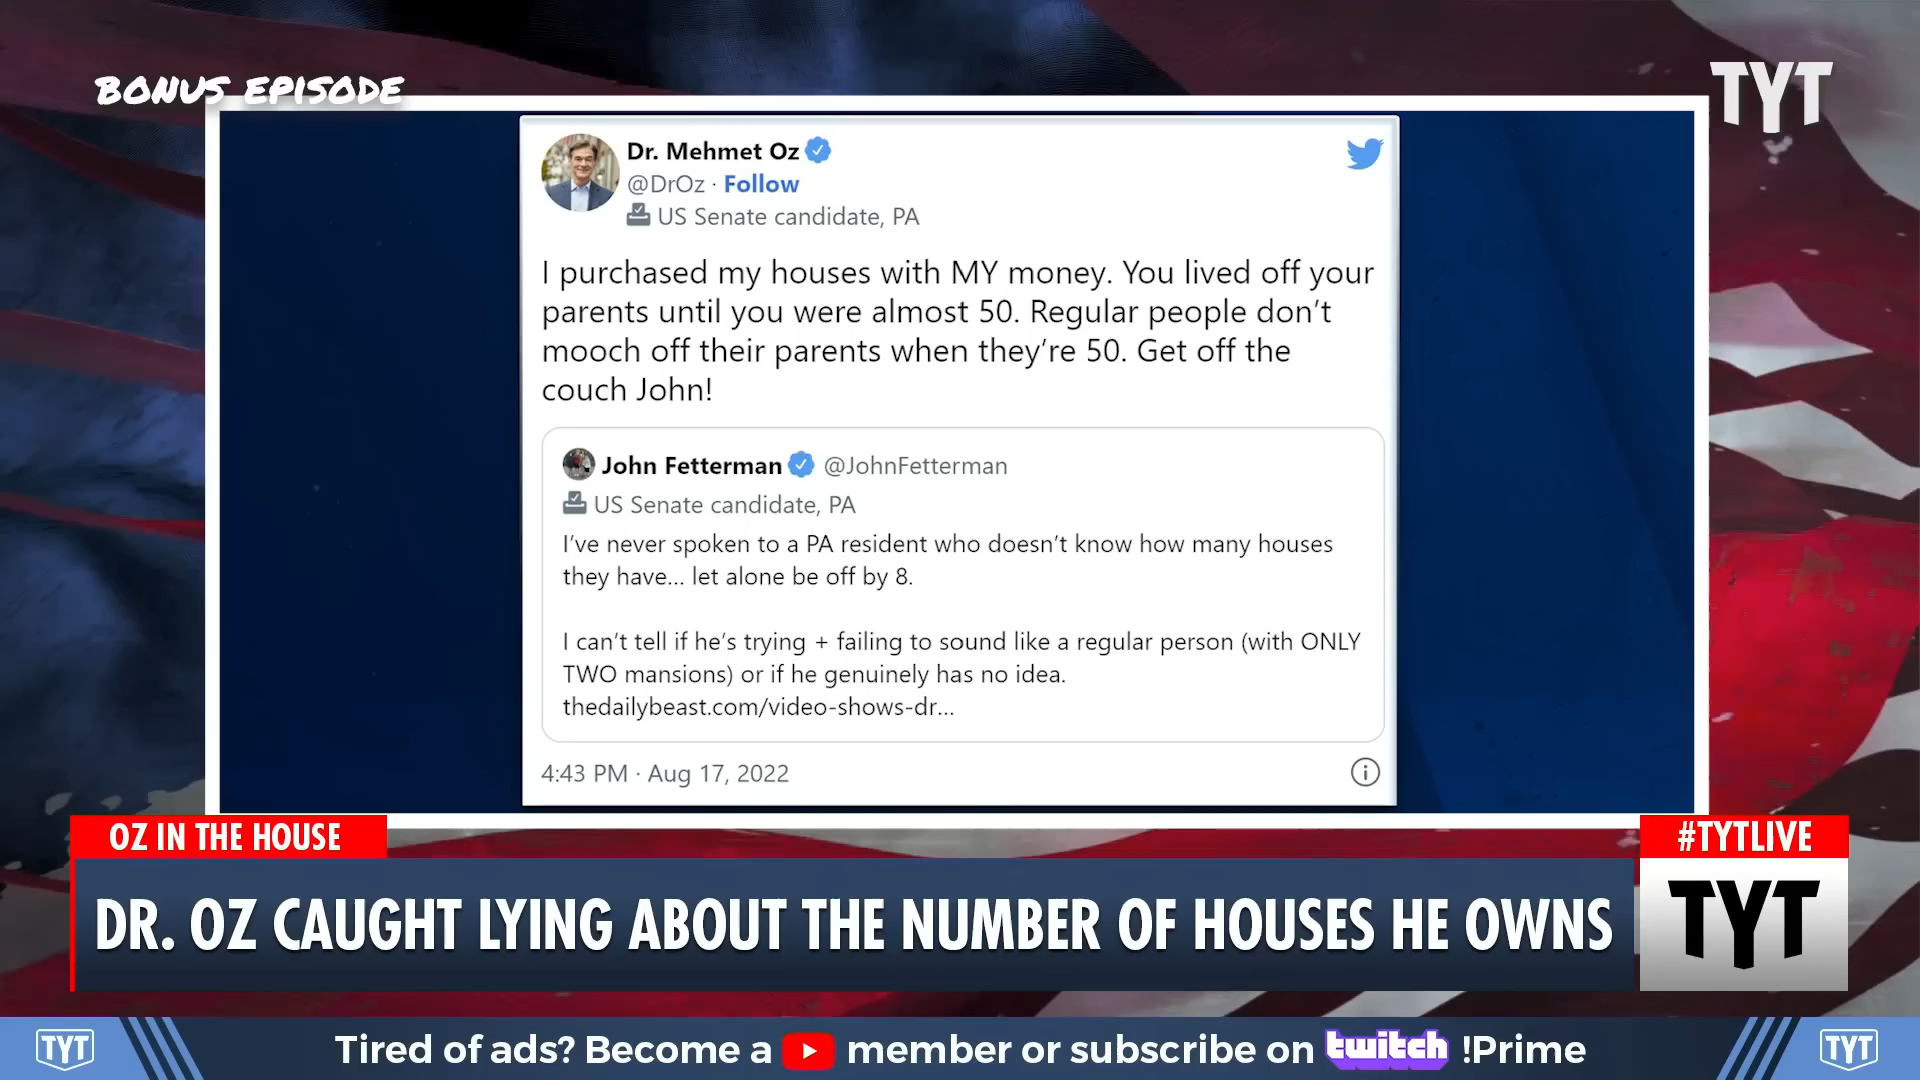 BONUS EPISODE
TYT
Dr. Mehmet Oz
@DrOz · Follow
US Senate candidate, PA
I purchased my houses with MY money. You lived off your
parents until you were almost 50. Regular people don’t
mooch off their parents when they’re 50. Get off the
couch John!
John Fetterman @JohnFetterman
US Senate candidate, PA
I’ve never spoken to a PA resident who doesn’t know how many houses
they have... let alone be off by 8.
I can’t tell if he’s trying + failing to sound like a regular person (with ONLY
TWO mansions) or if he genuinely has no idea.
thedailybeast.com/video-shows-dr...
4:43 PM · Aug 17, 2022
OZ IN THE HOUSE
#TYTLIVE
DR. OZ CAUGHT LYING ABOUT THE NUMBER OF HOUSES HE OWNS
TYT
TYT
Tired of ads? Become a member or subscribe on twitch !Prime
TYT